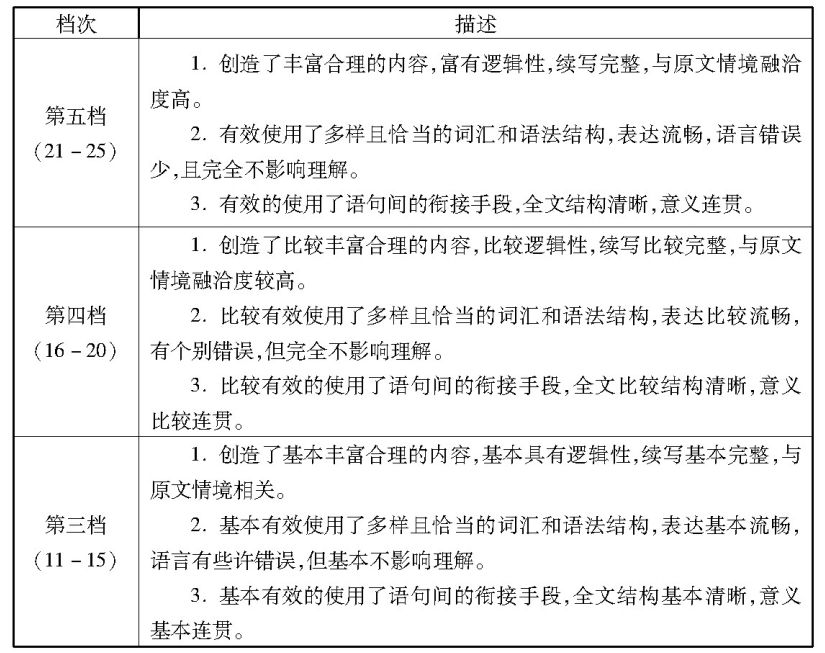 档次 描述
第五档
(21-25)
1. 创造了丰富合理的内容,富有逻辑性,续写完整,与原文情境融洽
度高。
2. 有效使用了多样且恰当的词汇和语法结构,表达流畅,语言错误
少,且完全不影响理解。
3. 有效的使用了语句间的衔接手段,全文结构清晰,意义连贯。
第四档
(16-20)
1. 创造了比较丰富合理的内容,比较逻辑性,续写比较完整,与原文
情境融洽度较高。
2. 比较有效使用了多样且恰当的词汇和语法结构,表达比较流畅,
有个别错误,但完全不影响理解。
3. 比较有效的使用了语句间的衔接手段,全文比较结构清晰,意义
比较连贯。
第三档
(11-15)
1. 创造了基本丰富合理的内容,基本具有逻辑性,续写基本完整,与
原文情境相关。
2. 基本有效使用了多样且恰当的词汇和语法结构,表达基本流畅,
语言有些许错误,但基本不影响理解。
3. 基本有效的使用了语句间的衔接手段,全文结构基本清晰,意义
基本连贯。